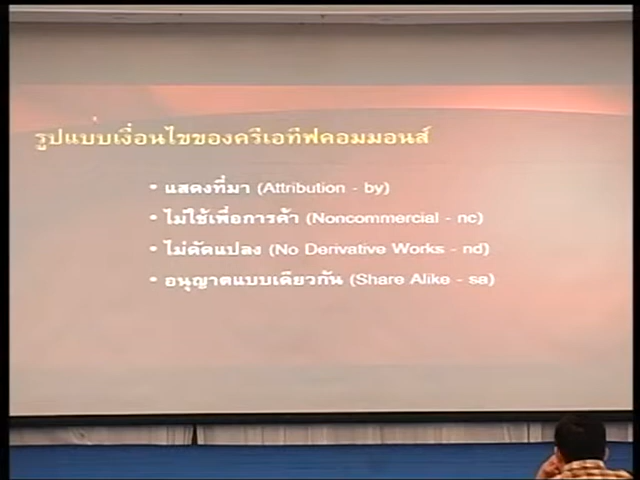 รูปแบบเงื่อนไขของครีเอทีฟคอมมอนส์
• แสดงที่มา (Attribution - by)
• ไม่ใช้เพื่อการค้า (Noncommercial - nc)
• ไม่ดัดแปลง (No Derivative Works - nd)
• อนุญาตแบบเดียวกัน (Share Alike - sa)